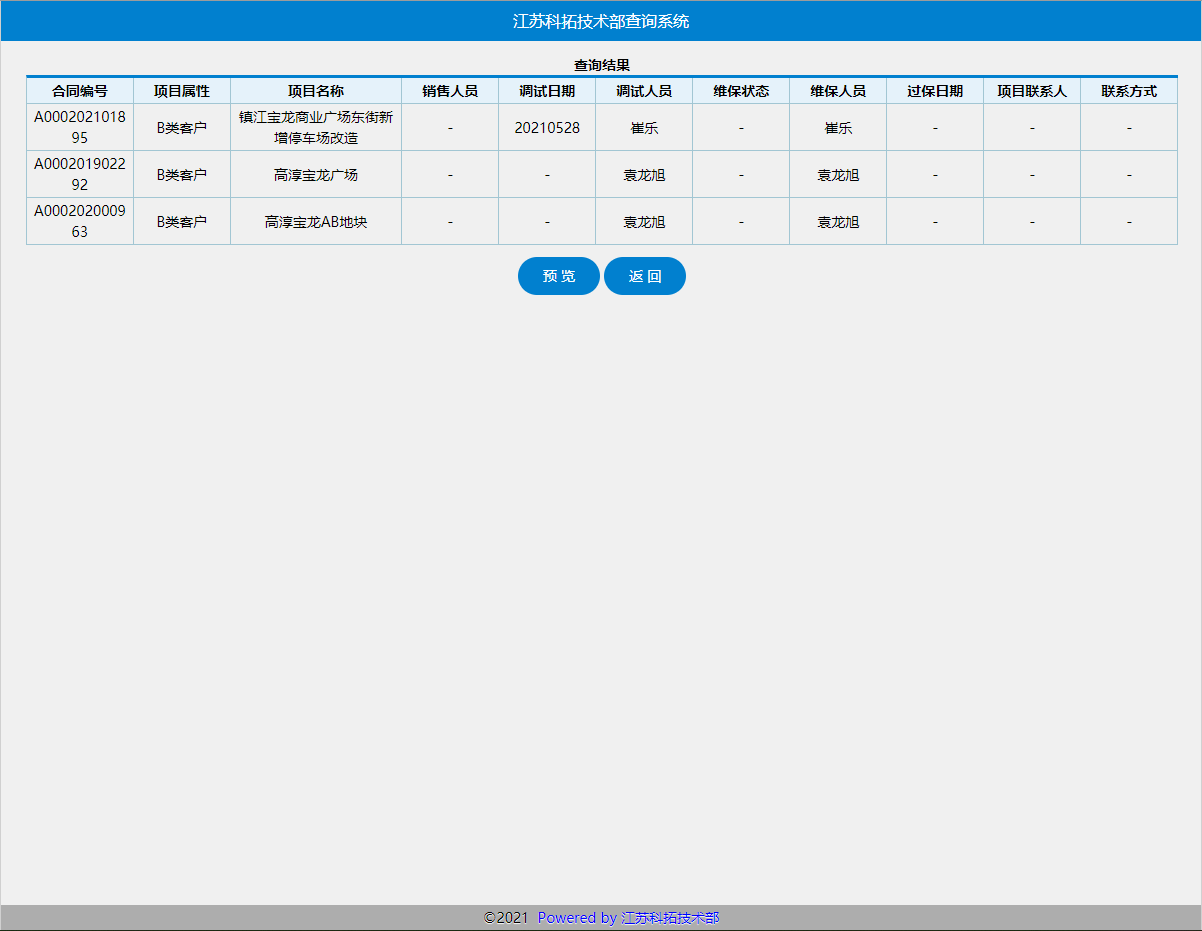 江苏科拓技术部查询系统
查询结果
合同编号 项目属性 项目名称 销售人员 调试日期 调试人员 维保状态 维保人员 过保日期 项目联系人 联系方式
A0002021018
95 B类客户 镇江宝龙商业广场东街新
增停车场改造 - 20210528 崔乐 - 崔乐 - - -
A0002019022
92 B类客户 高淳宝龙广场 - - 袁龙旭 - 袁龙旭 - - -
A0002020009
63 B类客户 高淳宝龙AB地块 - - 袁龙旭 - 袁龙旭 - - -
预 览 返 回
©2021 Powered by 江苏科拓技术部